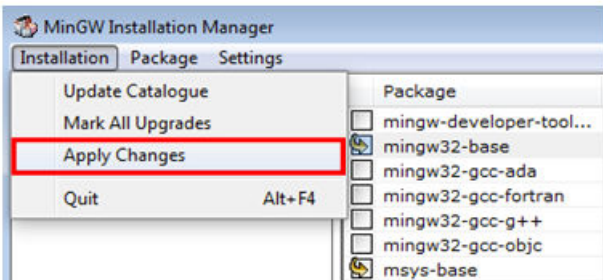 MinGW Installation Manager
Installation Package Settings
Update Catalogue
Mark All Upgrades
Apply Changes
Quit Alt+F4
Package
mingw-developer-tool...
mingw32-base
mingw32-gcc-ada
mingw32-gcc-fortran
mingw32-gcc-g++
mingw32-gcc-objc
msys-base